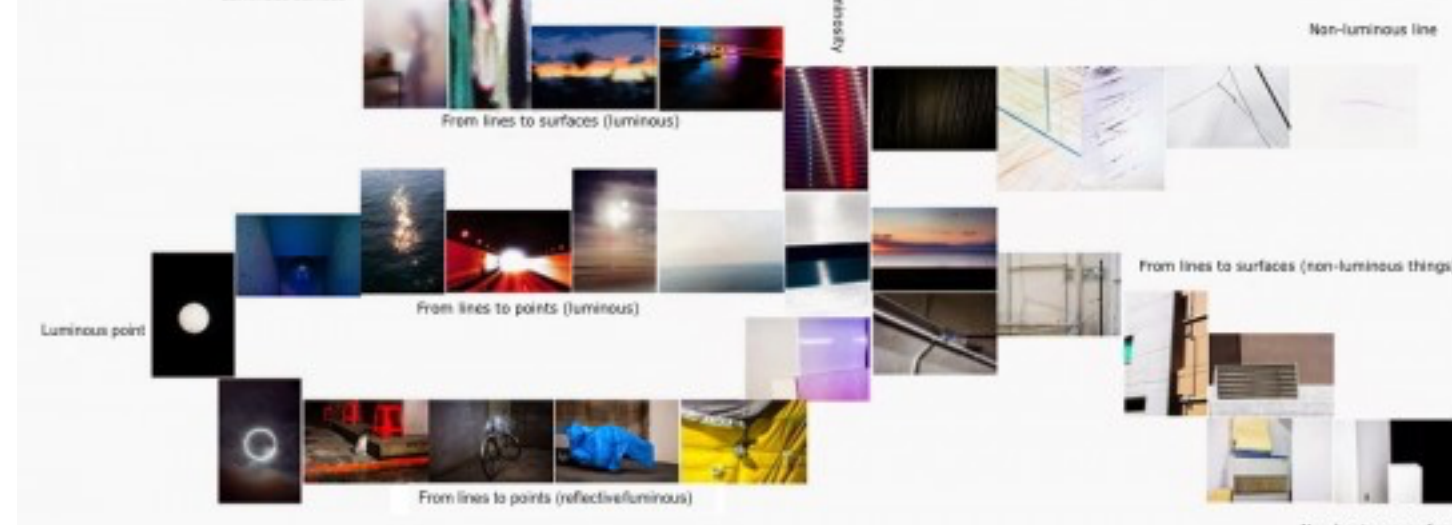 Non-luminous line
From lines to surfaces (luminous)
From lines to surfaces (non-luminous things
From lines to points (luminous)
Luminous point
From lines to points (reflective/luminous)